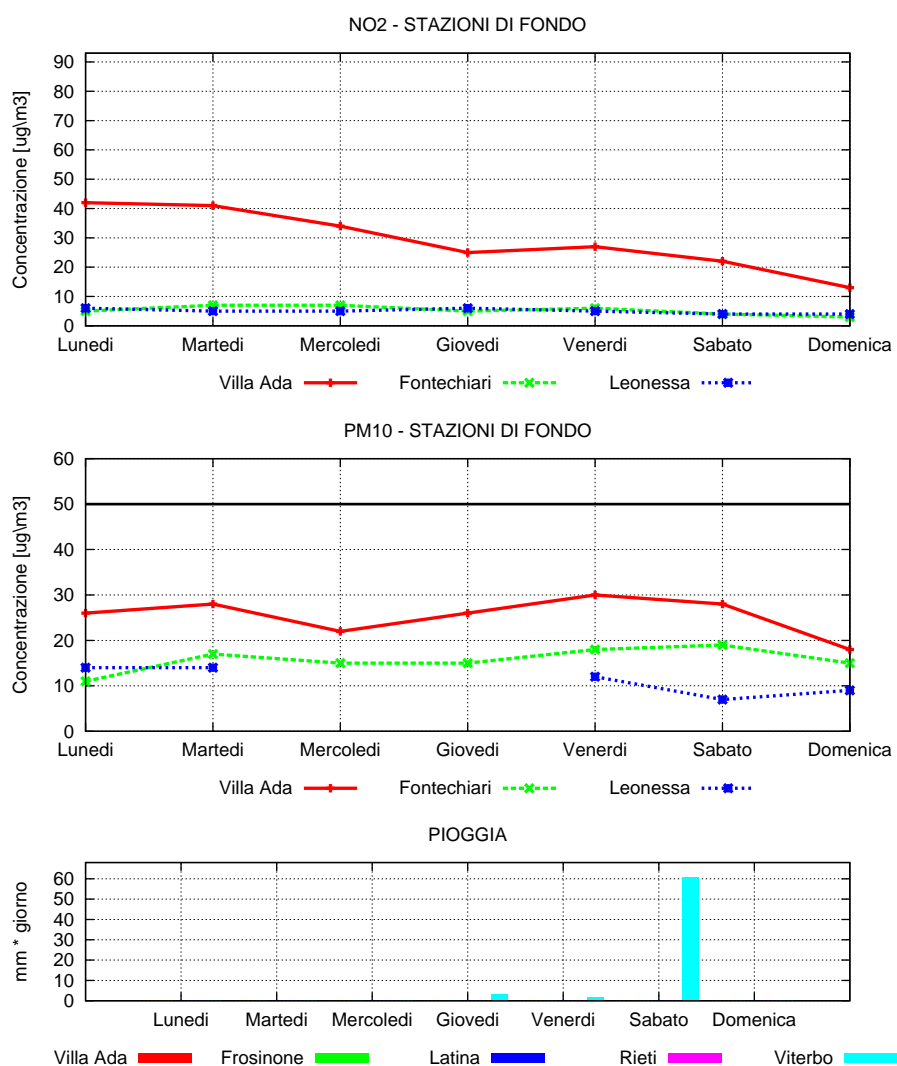 NO2 - STAZIONI DI FONDO
Concentrazione [ug\m3]
90
80
70
60
50
40
30
20
10
0
Lunedi Martedi Mercoledi Giovedi Venerdi Sabato Domenica
Villa Ada Fontechiari Leonessa
PM10 - STAZIONI DI FONDO
Concentrazione [ug\m3]
60
50
40
30
20
10
0
Lunedi Martedi Mercoledi Giovedi Venerdi Sabato Domenica
Villa Ada Fontechiari Leonessa
PIOGGIA
mm * giorno
60
50
40
30
20
10
0
Lunedi Martedi Mercoledi Giovedi Venerdi Sabato Domenica
Villa Ada Frosinone Latina Rieti Viterbo